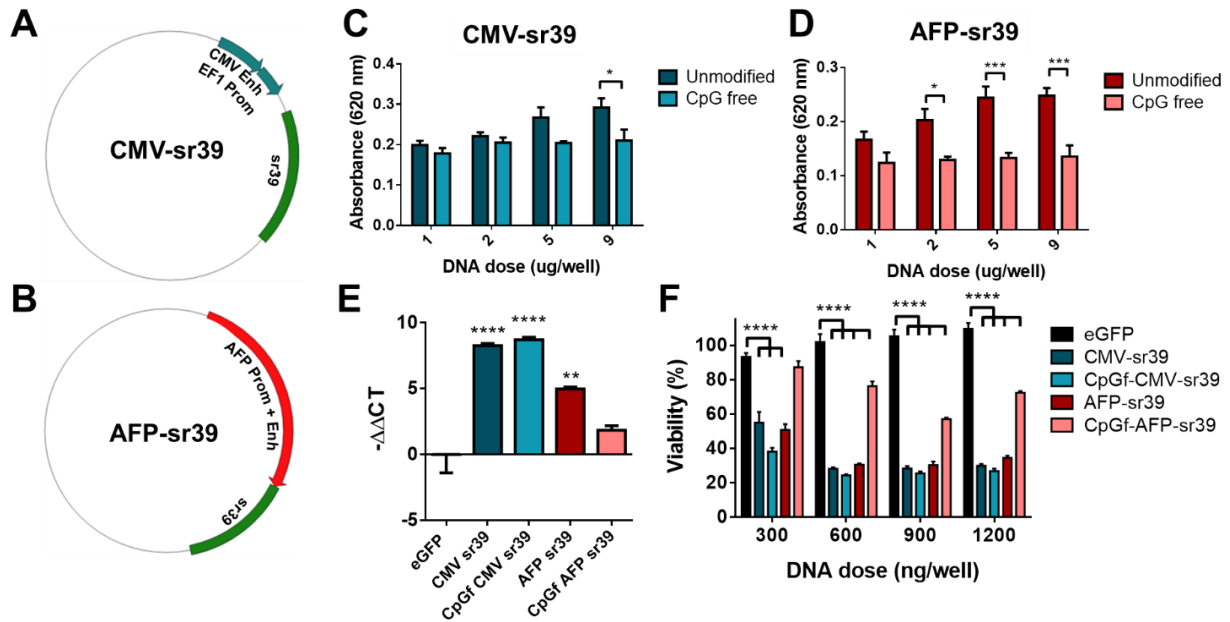 A
CMV Enh
EF1 Prom
CMV-sr39
sr39
B
AFP Prom + Enh
AFP-sr39
sr39
C
CMV-sr39
Absorbance (620 nm)
0.4
0.3
0.2
0.1
0.0
*
1
2
5
9
DNA dose (ug/well)
Unmodified
CpG free
D
AFP-sr39
Absorbance (620 nm)
0.3
0.2
0.1
0.0
*
***
***
1
2
5
9
DNA dose (ug/well)
Unmodified
CpG free
E
-ΔΔCT
10
5
0
-5
****
****
**
eGFP
CMV sr39
CpGf CMV sr39
AFP sr39
CpGf AFP sr39
F
Viability (%)
100
80
60
40
20
0
****
****
****
****
300
600
900
1200
DNA dose (ng/well)
eGFP
CMV-sr39
CpGf-CMV-sr39
AFP-sr39
CpGf-AFP-sr39